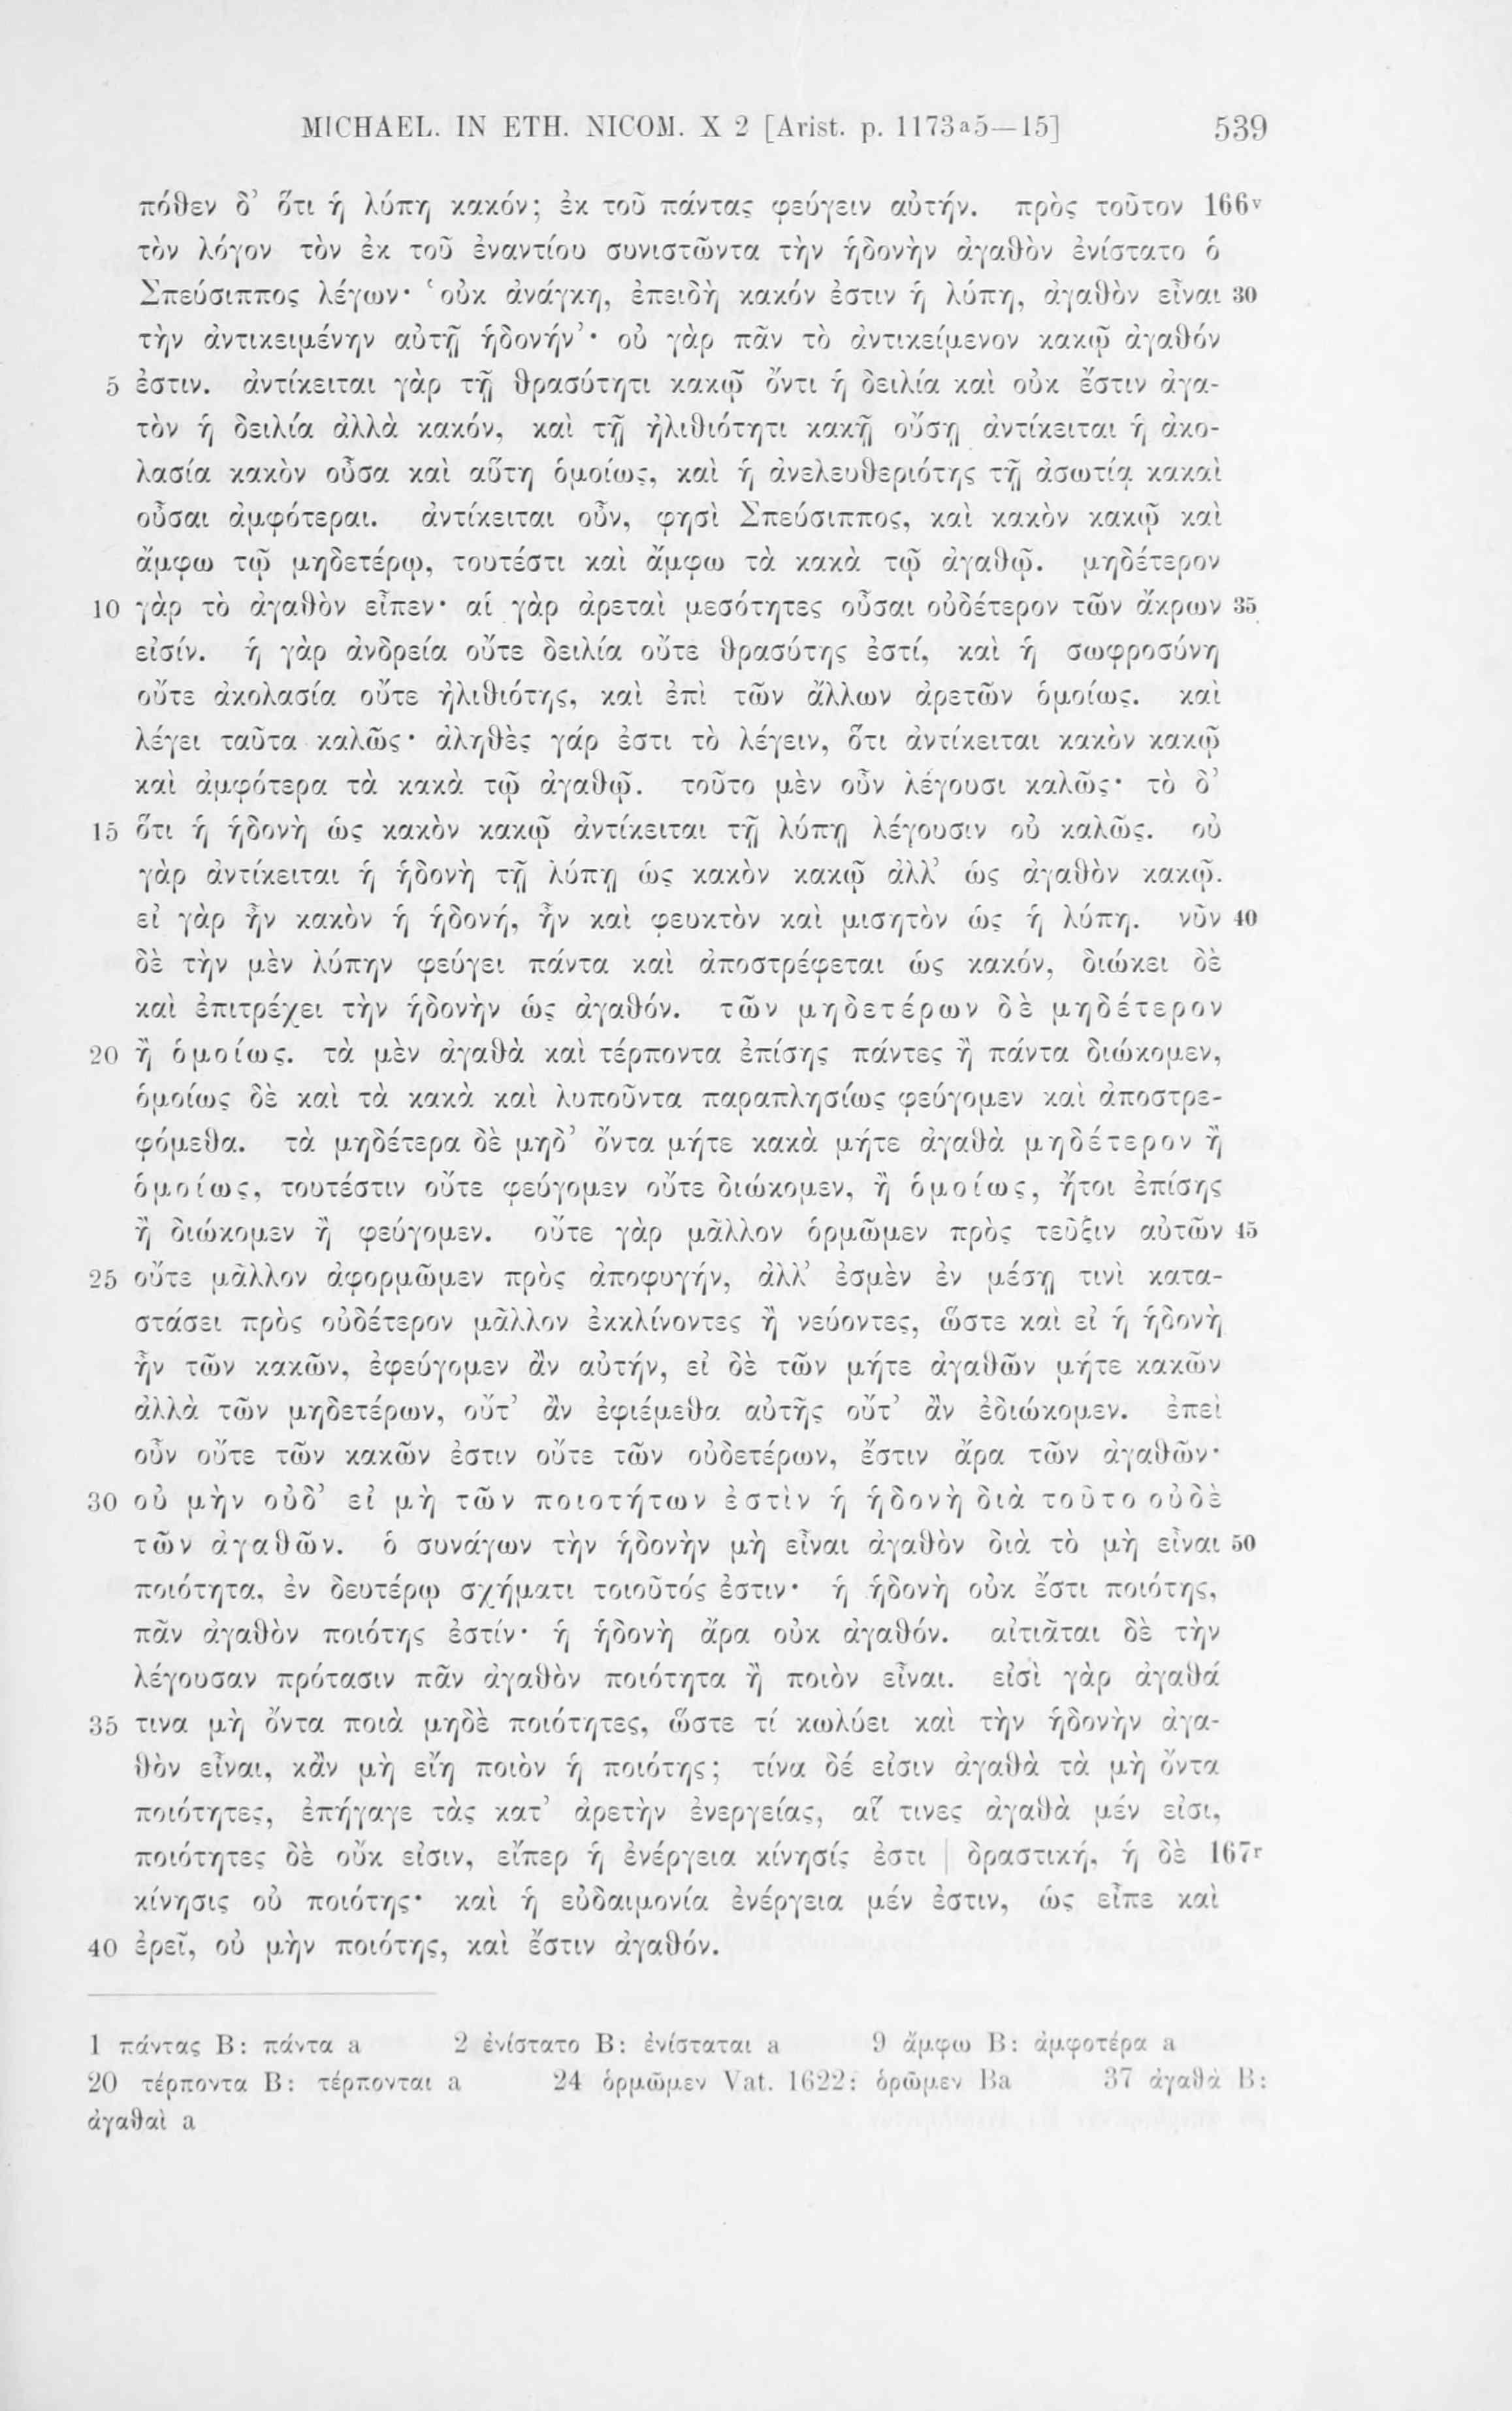 MICHAEL. IN ETH. NICOM. X 2 [Arist. p. 1173a5—15] 539
πόθεν δ’ ὅτι ἡ λύπη κακόν; ἐκ τοῦ πάντας φεύγειν αὐτήν. πρὸς τοῦτον 166v
τὸν λόγον τὸν ἐκ τοῦ ἐναντίου συνιστῶντα τὴν ἡδονὴν ἀγαθὸν ἐνίστατο ὁ
Σπεύσιππος λέγων· ‘οὐκ ἀνάγκη, ἐπειδὴ κακόν ἐστιν ἡ λύπη, ἀγαθὸν εἶναι 30
τὴν ἀντικειμένην αὐτῇ ἡδονήν’· οὐ γὰρ πᾶν τὸ ἀντικείμενον κακῷ ἀγαθόν
5 ἐστιν. ἀντίκειται γὰρ τῇ θρασύτητι κακῷ ὄντι ἡ δειλία καὶ οὐκ ἔστιν ἀγα-
τὸν ἡ δειλία ἀλλὰ κακόν, καὶ τῇ ἠλιθιότητι κακῇ οὔσῃ ἀντίκειται ἡ ἀκο-
λασία κακὸν οὖσα καὶ αὕτη ὁμοίως, καὶ ἡ ἀνελευθεριότης τῇ ἀσωτίᾳ κακαὶ
οὖσαι ἀμφότεραι. ἀντίκειται οὖν, φησὶ Σπεύσιππος, καὶ κακὸν κακῷ καὶ
ἄμφω τῷ μηδετέρῳ, τουτέστι καὶ ἄμφω τὰ κακὰ τῷ ἀγαθῷ. μηδέτερον
10 γὰρ τὸ ἀγαθὸν εἶπεν· αἱ γὰρ ἀρεταὶ μεσότητες οὖσαι οὐδέτερον τῶν ἄκρων 35
εἰσίν. ἡ γὰρ ἀνδρεία οὔτε δειλία οὔτε θρασύτης ἐστί, καὶ ἡ σωφροσύνη
οὔτε ἀκολασία οὔτε ἠλιθιότης, καὶ ἐπὶ τῶν ἄλλων ἀρετῶν ὁμοίως. καὶ
λέγει ταῦτα καλῶς· ἀληθὲς γάρ ἐστι τὸ λέγειν, ὅτι ἀντίκειται κακὸν κακῷ
καὶ ἀμφότερα τὰ κακὰ τῷ ἀγαθῷ. τοῦτο μὲν οὖν λέγουσι καλῶς· τὸ δ’
15 ὅτι ἡ ἡδονὴ ὡς κακὸν κακῷ ἀντίκειται τῇ λύπῃ λέγουσιν οὐ καλῶς. οὐ
γὰρ ἀντίκειται ἡ ἡδονὴ τῇ λύπῃ ὡς κακὸν κακῷ ἀλλ’ ὡς ἀγαθὸν κακῷ.
εἰ γὰρ ἦν κακὸν ἡ ἡδονή, ἦν καὶ φευκτὸν καὶ μισητὸν ὡς ἡ λύπη. νῦν 40
δὲ τὴν μὲν λύπην φεύγει πάντα καὶ ἀποστρέφεται ὡς κακόν, διώκει δὲ
καὶ ἐπιτρέχει τὴν ἡδονὴν ὡς ἀγαθόν. τῶν μηδετέρων δὲ μηδέτερον
20 ἢ ὁμοίως. τὰ μὲν ἀγαθὰ καὶ τέρποντα ἐπίσης πάντες ἢ πάντα διώκομεν,
ὁμοίως δὲ καὶ τὰ κακὰ καὶ λυποῦντα παραπλησίως φεύγομεν καὶ ἀποστρε-
φόμεθα. τὰ μηδέτερα δὲ μηδ’ ὄντα μήτε κακὰ μήτε ἀγαθὰ μηδέτερον ἢ
ὁμοίως, τουτέστιν οὔτε φεύγομεν οὔτε διώκομεν, ἢ ὁμοίως, ἤτοι ἐπίσης
ἢ διώκομεν ἢ φεύγομεν. οὔτε γὰρ μᾶλλον ὁρμῶμεν πρὸς τεῦξιν αὐτῶν 45
25 οὔτε μᾶλλον ἀφορμῶμεν πρὸς ἀποφυγήν, ἀλλ’ ἐσμὲν ἐν μέσῃ τινὶ κατα-
στάσει πρὸς οὐδέτερον μᾶλλον ἐκκλίνοντες ἢ νεύοντες, ὥστε καὶ εἰ ἡ ἡδονὴ
ἦν τῶν κακῶν, ἐφεύγομεν ἂν αὐτήν, εἰ δὲ τῶν μήτε ἀγαθῶν μήτε κακῶν
ἀλλὰ τῶν μηδετέρων, οὔτ’ ἂν ἐφιέμεθα αὐτῆς οὔτ’ ἂν ἐδιώκομεν. ἐπεὶ
οὖν οὔτε τῶν κακῶν ἐστιν οὔτε τῶν οὐδετέρων, ἔστιν ἄρα τῶν ἀγαθῶν·
30 οὐ μὴν οὐδ’ εἰ μὴ τῶν ποιοτήτων ἐστὶν ἡ ἡδονὴ διὰ τοῦτο οὐδὲ
τῶν ἀγαθῶν. ὁ συνάγων τὴν ἡδονὴν μὴ εἶναι ἀγαθὸν διὰ τὸ μὴ εἶναι 50
ποιότητα, ἐν δευτέρῳ σχήματι τοιοῦτός ἐστιν· ἡ ἡδονὴ οὐκ ἔστι ποιότης,
πᾶν ἀγαθὸν ποιότης ἐστίν· ἡ ἡδονὴ ἄρα οὐκ ἀγαθόν. αἰτιᾶται δὲ τὴν
λέγουσαν πρότασιν πᾶν ἀγαθὸν ποιότητα ἢ ποιὸν εἶναι. εἰσὶ γὰρ ἀγαθά
35 τινα μὴ ὄντα ποιὰ μηδὲ ποιότητες, ὥστε τί κωλύει καὶ τὴν ἡδονὴν ἀγα-
θὸν εἶναι, κἂν μὴ εἴη ποιὸν ἡ ποιότης; τίνα δέ εἰσιν ἀγαθὰ τὰ μὴ ὄντα
ποιότητες, ἐπήγαγε τὰς κατ’ ἀρετὴν ἐνεργείας, αἵ τινες ἀγαθὰ μέν εἰσι,
ποιότητες δὲ οὔκ εἰσιν, εἴπερ ἡ ἐνέργεια κίνησίς ἐστι | δραστική, ἡ δὲ 167r
κίνησις οὐ ποιότης· καὶ ἡ εὐδαιμονία ἐνέργεια μέν ἐστιν, ὡς εἶπε καὶ
40 ἐρεῖ, οὐ μὴν ποιότης, καὶ ἔστιν ἀγαθόν.
1 πάντας B: πάντα a 2 ἐνίστατο B: ἐνίσταται a 9 ἄμφω B: ἀμφοτέρα a
20 τέρποντα B: τέρπονται a 24 ὁρμῶμεν Vat. 1622: ὁρῶμεν Ba 37 ἀγαθὰ B:
ἀγαθαὶ a